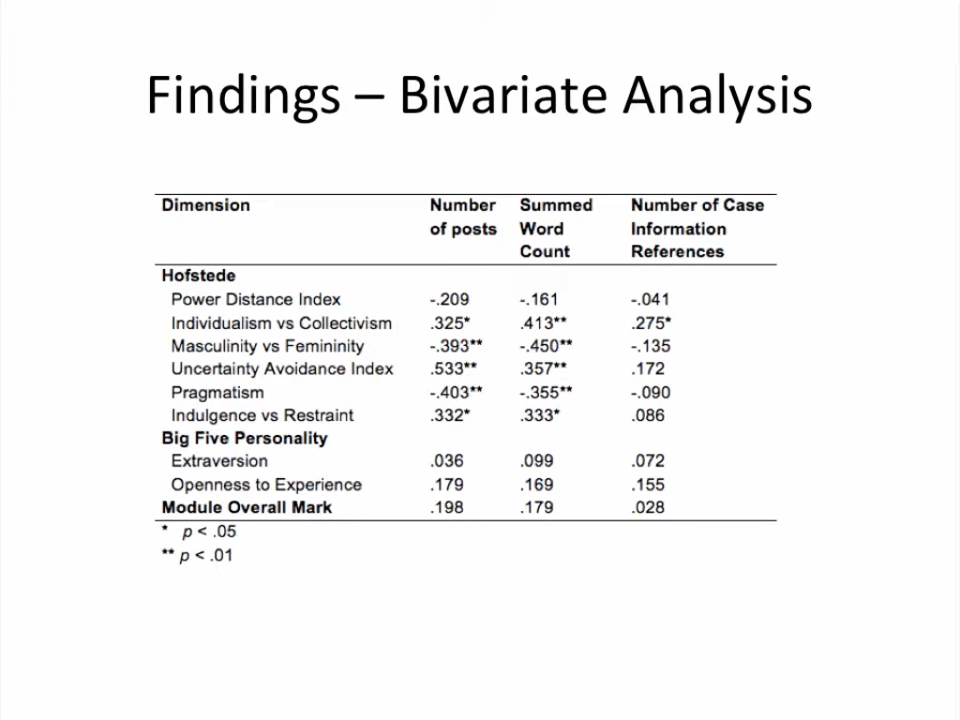 Findings – Bivariate Analysis
Dimension Number of posts Summed Word Count Number of Case Information References
Hofstede
Power Distance Index -.209 -.161 -.041
Individualism vs Collectivism .325* .413** .275*
Masculinity vs Femininity -.393** -.450** -.135
Uncertainty Avoidance Index .533** .357** .172
Pragmatism -.403** -.355** -.090
Indulgence vs Restraint .332* .333* .086
Big Five Personality
Extraversion .036 .099 .072
Openness to Experience .179 .169 .155
Module Overall Mark .198 .179 .028
* p < .05
** p < .01